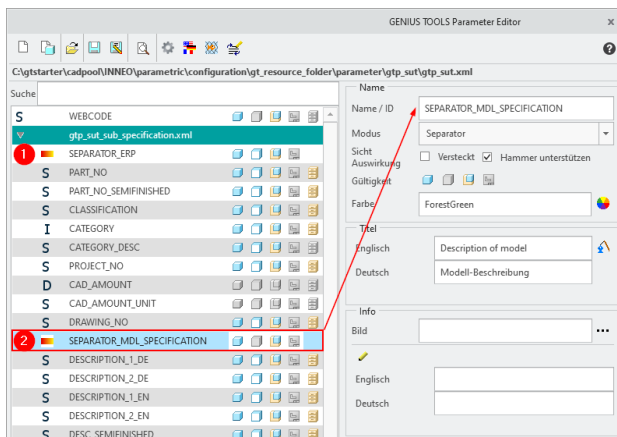 GENIUS TOOLS Parameter Editor
C:\gtstarter\cadpool\INNEO\parametric\configuration\gt_resource_folder\parameter\gtp_sut\gtp_sut.xml
Suche
S WEBCODE
gtp_sut_sub_specification.xml
1 SEPARATOR_ERP
S PART_NO
S PART_NO_SEMIFINISHED
S CLASSIFICATION
I CATEGORY
S CATEGORY_DESC
S PROJECT_NO
D CAD_AMOUNT
S CAD_AMOUNT_UNIT
S DRAWING_NO
2 SEPARATOR_MDL_SPECIFICATION
S DESCRIPTION_1_DE
S DESCRIPTION_2_DE
S DESCRIPTION_1_EN
S DESCRIPTION_2_EN
S DESC_SEMIFINISHED
Name
Name / ID SEPARATOR_MDL_SPECIFICATION
Modus Separator
Sicht
Auswirkung Versteckt Hammer unterstützen
Gültigkeit
Farbe ForestGreen
Titel
Englisch Description of model
Deutsch Modell-Beschreibung
Info
Bild
Englisch
Deutsch